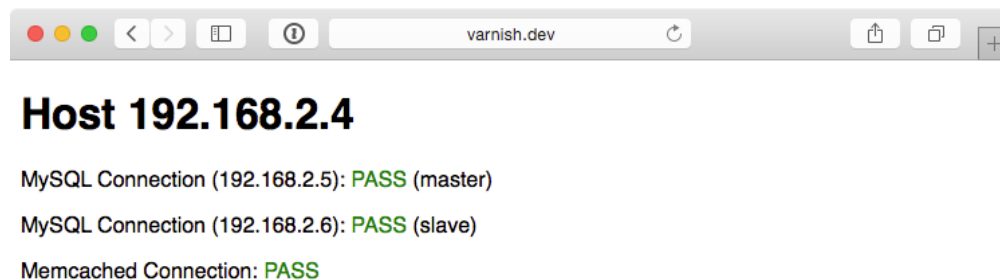 varnish.dev
Host 192.168.2.4
MySQL Connection (192.168.2.5): PASS (master)
MySQL Connection (192.168.2.6): PASS (slave)
Memcached Connection: PASS